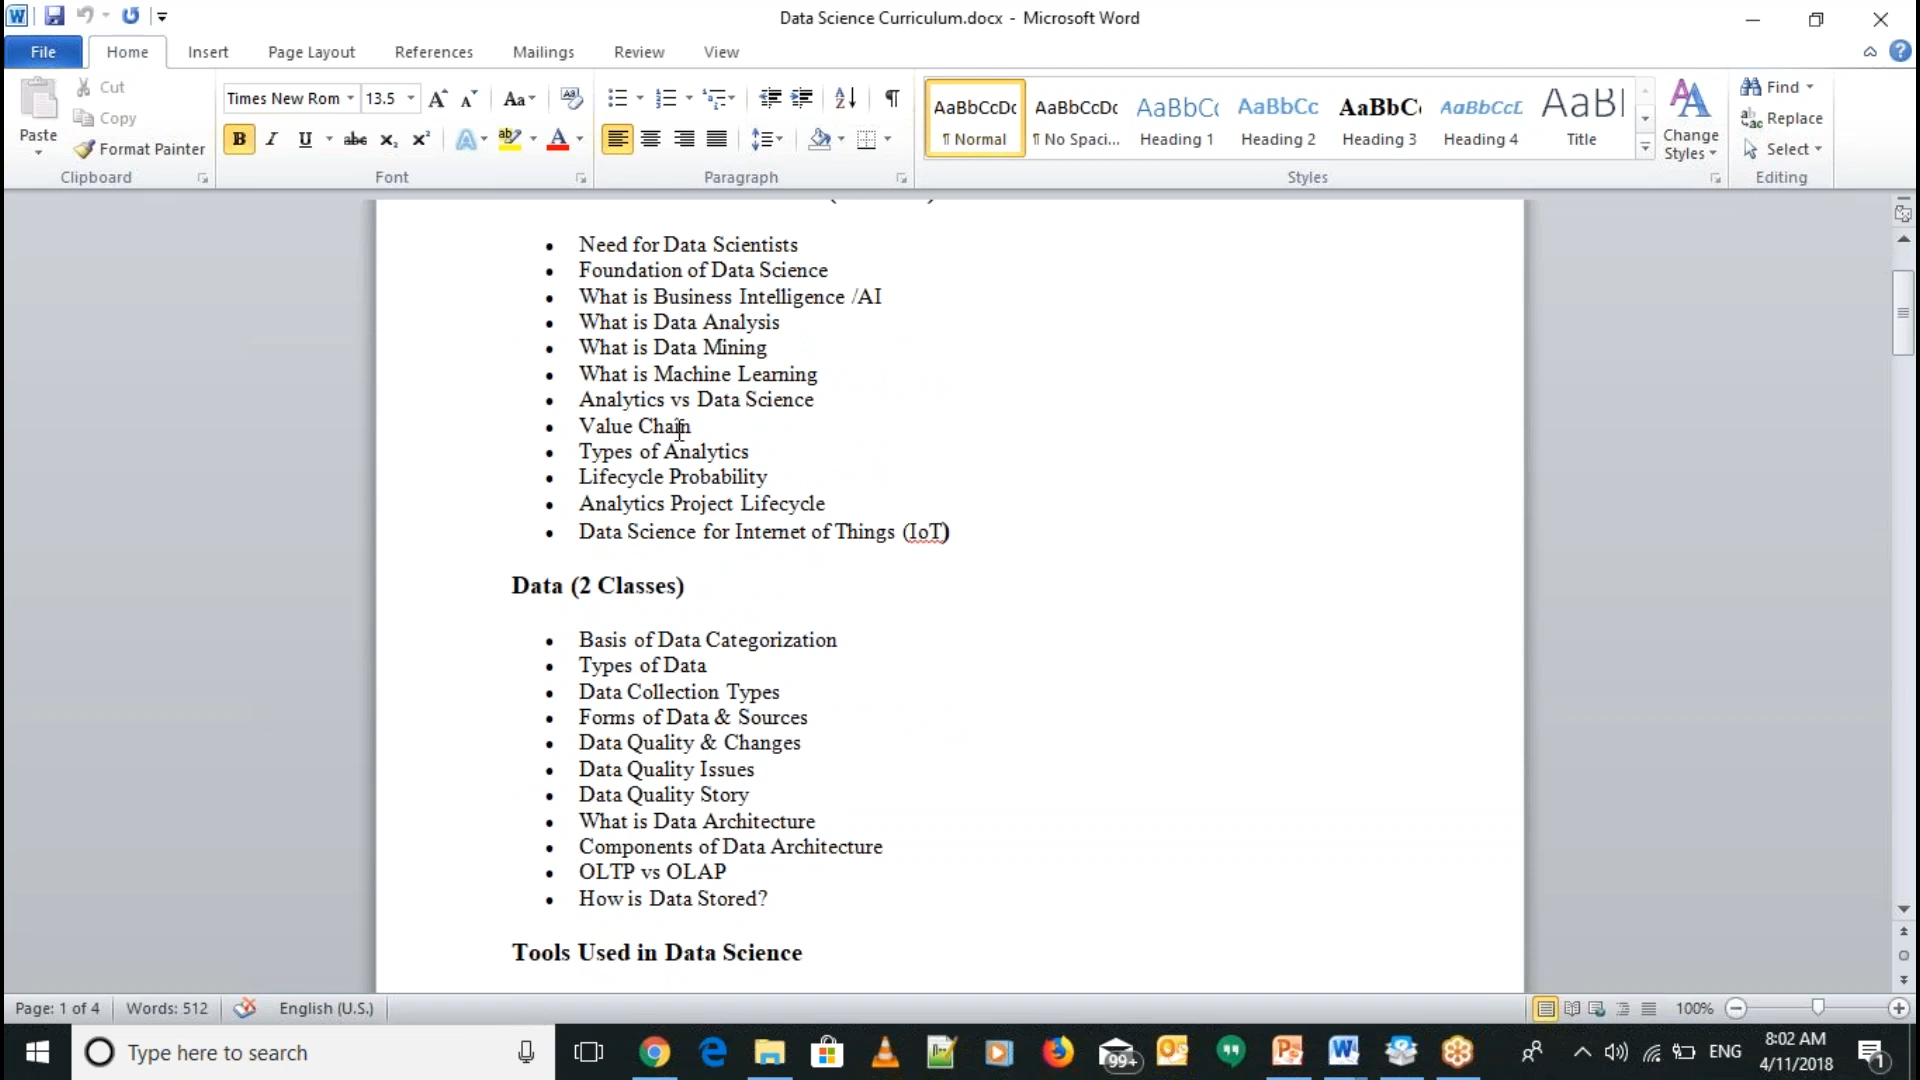 Data Science Curriculum.docx - Microsoft Word
File Home Insert Page Layout References Mailings Review View
Paste
Cut
Copy
Format Painter
Clipboard
Times New Rom 13.5
Font
Paragraph
AaBbCcDc AaBbCcDc AaBbC AaBbCc AaBbC AaBbCcL AaB
¶ Normal ¶ No Spaci... Heading 1 Heading 2 Heading 3 Heading 4 Title
Change
Styles
Styles
Find
Replace
Select
Editing
• Need for Data Scientists
• Foundation of Data Science
• What is Business Intelligence /AI
• What is Data Analysis
• What is Data Mining
• What is Machine Learning
• Analytics vs Data Science
• Value Chain
• Types of Analytics
• Lifecycle Probability
• Analytics Project Lifecycle
• Data Science for Internet of Things (IoT)
Data (2 Classes)
• Basis of Data Categorization
• Types of Data
• Data Collection Types
• Forms of Data & Sources
• Data Quality & Changes
• Data Quality Issues
• Data Quality Story
• What is Data Architecture
• Components of Data Architecture
• OLTP vs OLAP
• How is Data Stored?
Tools Used in Data Science
Page: 1 of 4 Words: 512 English (U.S.) 100%
Type here to search 99+ ENG 8:02 AM
4/11/2018 1